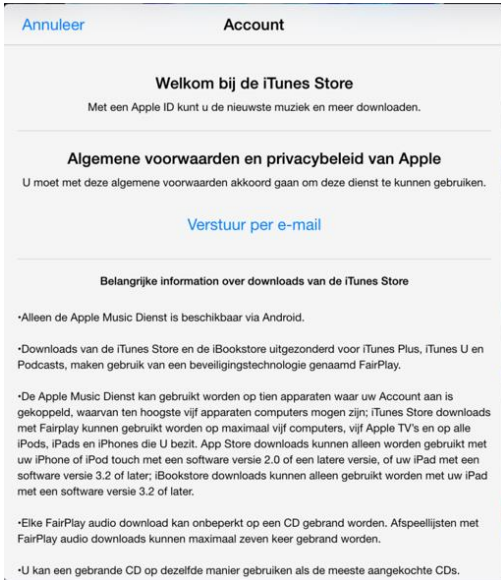 Annuleer
Account
Welkom bij de iTunes Store
Met een Apple ID kunt u de nieuwste muziek en meer downloaden.
Algemene voorwaarden en privacybeleid van Apple
U moet met deze algemene voorwaarden akkoord gaan om deze dienst te kunnen gebruiken.
Verstuur per e-mail
Belangrijke information over downloads van de iTunes Store
•Alleen de Apple Music Dienst is beschikbaar via Android.
•Downloads van de iTunes Store en de iBookstore uitgezonderd voor iTunes Plus, iTunes U en
Podcasts, maken gebruik van een beveiligingstechnologie genaamd FairPlay.
•De Apple Music Dienst kan gebruikt worden op tien apparaten waar uw Account aan is
gekoppeld, waarvan ten hoogste vijf apparaten computers mogen zijn; iTunes Store downloads
met Fairplay kunnen gebruikt worden op maximaal vijf computers, vijf Apple TV's en op alle
iPods, iPads en iPhones die U bezit. App Store downloads kunnen alleen worden gebruikt met
uw iPhone of iPod touch met een software versie 2.0 of een latere versie, of uw iPad met een
software versie 3.2 of later; iBookstore downloads kunnen alleen gebruikt worden met uw iPad
met een software versie 3.2 of later.
•Elke FairPlay audio download kan onbeperkt op een CD gebrand worden. Afspeellijsten met
FairPlay audio downloads kunnen maximaal zeven keer gebrand worden.
•U kan een gebrande CD op dezelfde manier gebruiken als de meeste aangekochte CDs.